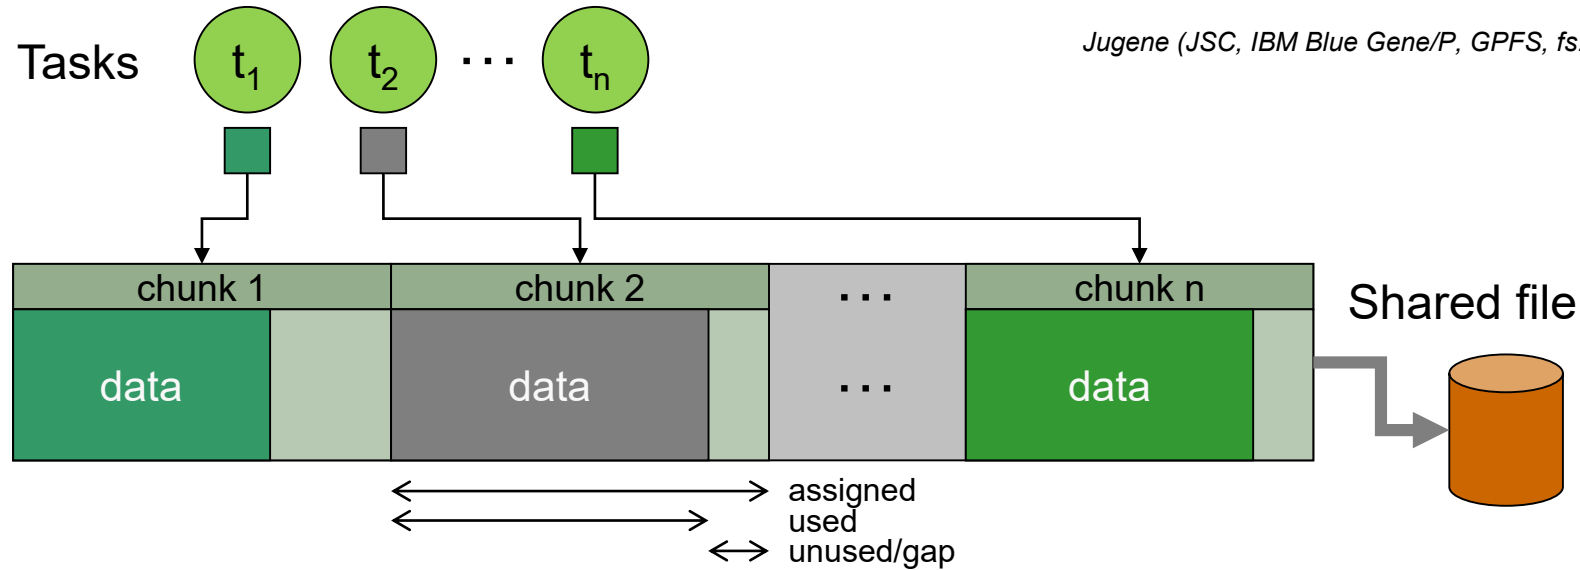 Tasks
t1
t2
...
tn
Jugene (JSC, IBM Blue Gene/P, GPFS, fs:
chunk 1
chunk 2
...
chunk n
Shared file
data
data
...
data
assigned
used
unused/gap